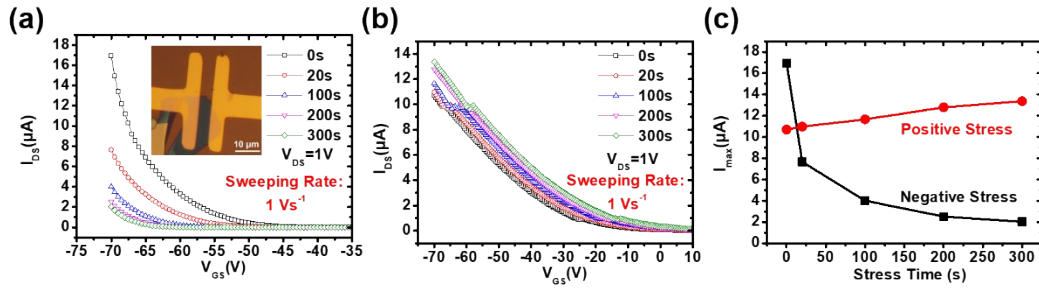 (a)
18
16
14
12
10
8
6
4
2
0
I_DS(μA)
-75 -70 -65 -60 -55 -50 -45 -40 -35
V_GS(V)
10 μm
0s
20s
100s
200s
300s
V_DS=1V
Sweeping Rate:
1 Vs⁻¹
(b)
14
12
10
8
6
4
2
0
I_DS(μA)
-70 -60 -50 -40 -30 -20 -10 0 10
V_GS(V)
0s
20s
100s
200s
300s
V_DS=1V
Sweeping Rate:
1 Vs⁻¹
(c)
18
16
14
12
10
8
6
4
2
0
I_max(μA)
0 50 100 150 200 250 300
Stress Time (s)
Positive Stress
Negative Stress